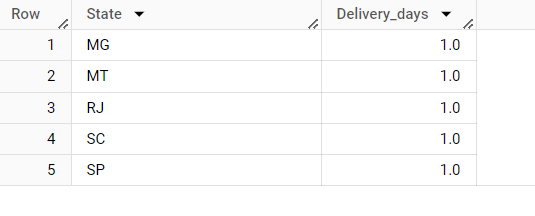 Row State Delivery_days
1 MG 1.0
2 MT 1.0
3 RJ 1.0
4 SC 1.0
5 SP 1.0